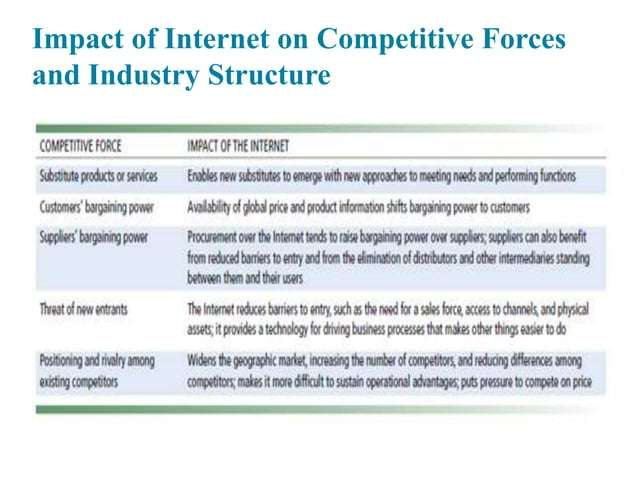 Impact of Internet on Competitive Forces
and Industry Structure
COMPETITIVE FORCE IMPACT OF THE INTERNET
Substitute products or services Enables new substitutes to emerge with new approaches to meeting needs and performing functions
Customers' bargaining power Availability of global price and product information shifts bargaining power to customers
Suppliers' bargaining power Procurement over the Internet tends to raise bargaining power over suppliers; suppliers can also benefit
from reduced barriers to entry and from the elimination of distributors and other intermediaries standing
between them and their users
Threat of new entrants The Internet reduces barriers to entry, such as the need for a sales force, access to channels, and physical
assets; it provides a technology for driving business processes that makes other things easier to do
Positioning and rivalry among Widens the geographic market, increasing the number of competitors, and reducing differences among
existing competitors competitors; makes it more difficult to sustain operational advantages; puts pressure to compete on price